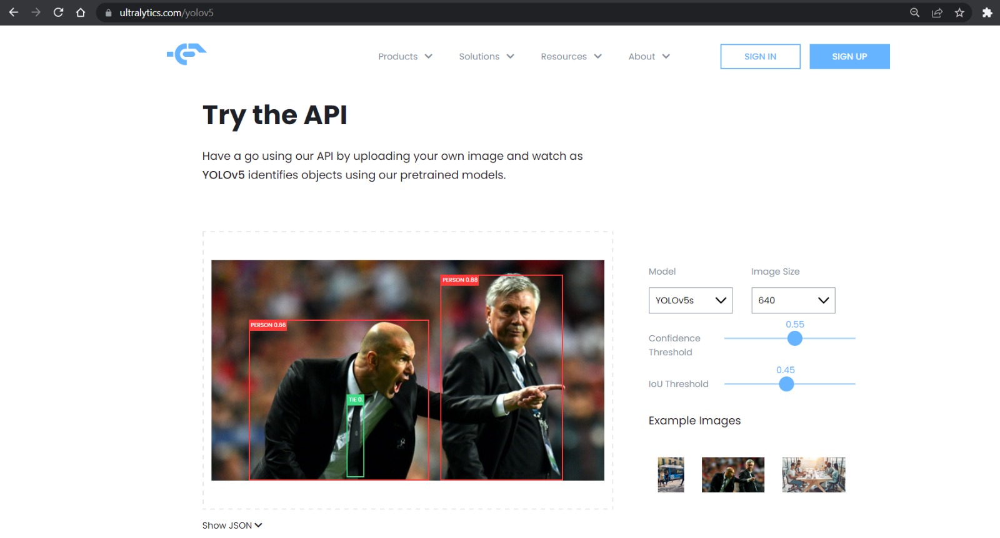 ultralytics.com/yolov5
Products
Solutions
Resources
About
SIGN IN
SIGN UP
Try the API
Have a go using our API by uploading your own image and watch as
YOLOv5 identifies objects using our pretrained models.
PERSON 0.88
PERSON 0.66
TIE 0.
Model
Image Size
YOLOv5s
640
0.55
Confidence
Threshold
0.45
IoU Threshold
Example Images
Show JSON